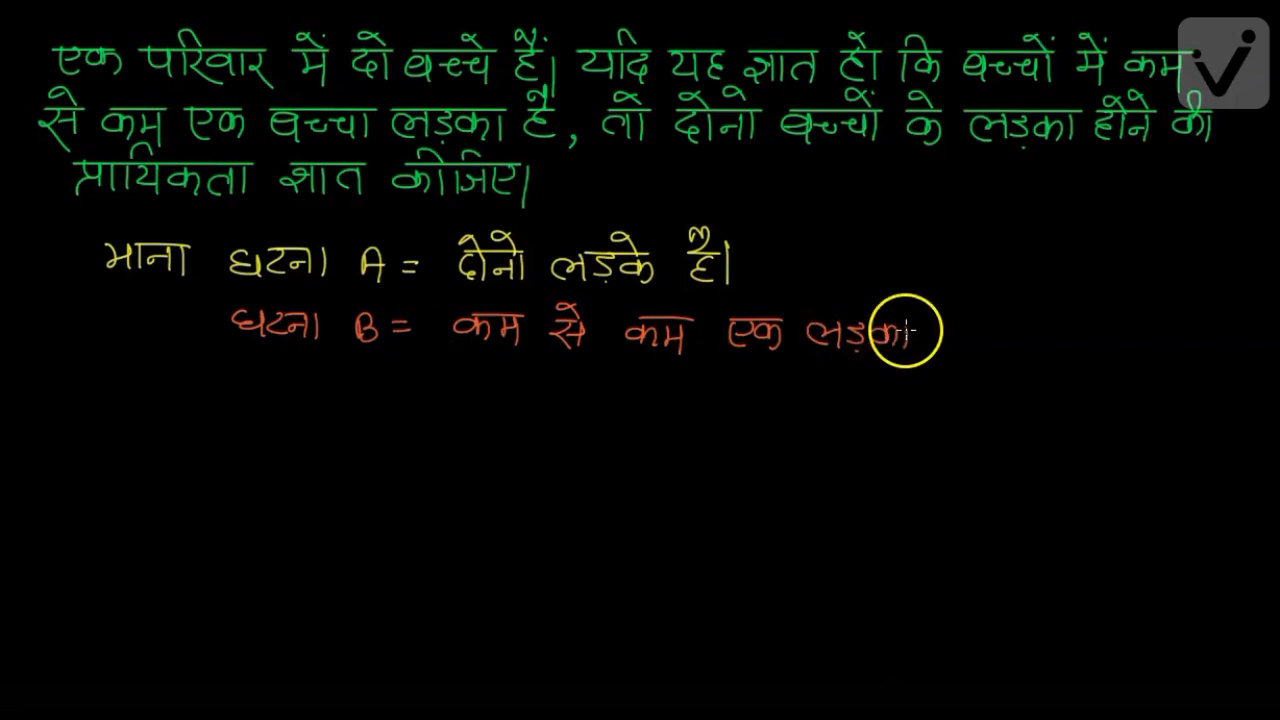 एक परिवार में दो बच्चे हैं। यदि यह ज्ञात हो कि बच्चों में कम
से कम एक बच्चा लड़का है, तो दोनो बच्चों के लड़का होने की
प्रायिकता ज्ञात कीजिए।
माना घटना A = दोनो लड़के है।
घटना B = कम से कम एक लड़का